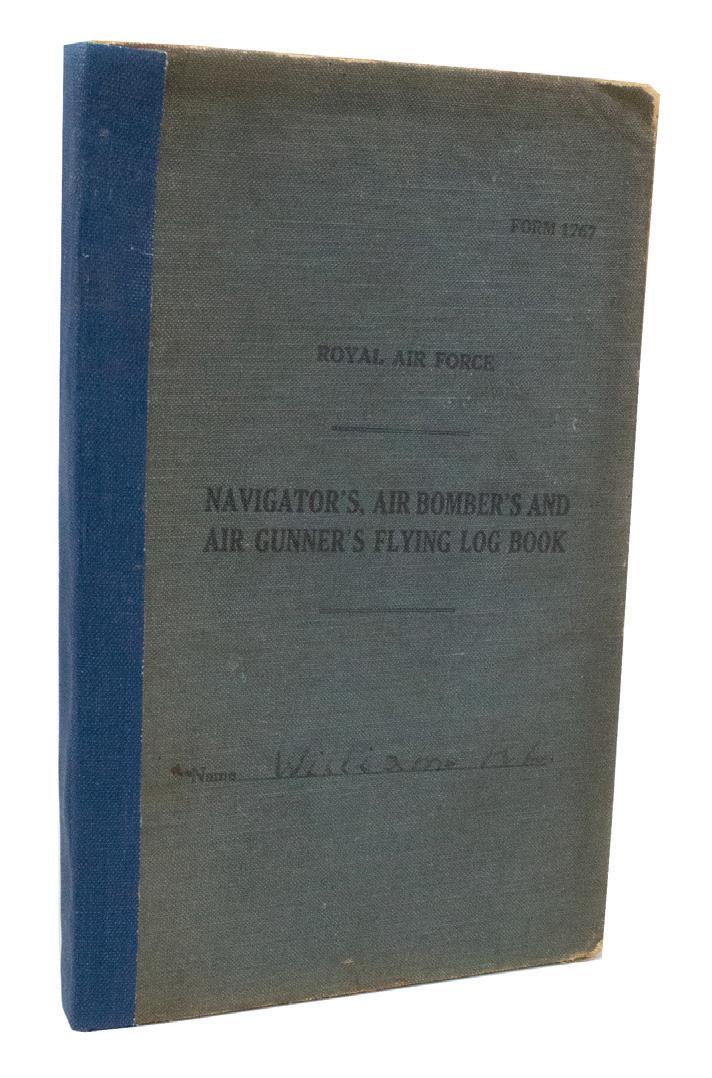 FORM 1767
ROYAL AIR FORCE
NAVIGATOR'S, AIR BOMBER'S AND
AIR GUNNER'S FLYING LOG BOOK
Name Williams